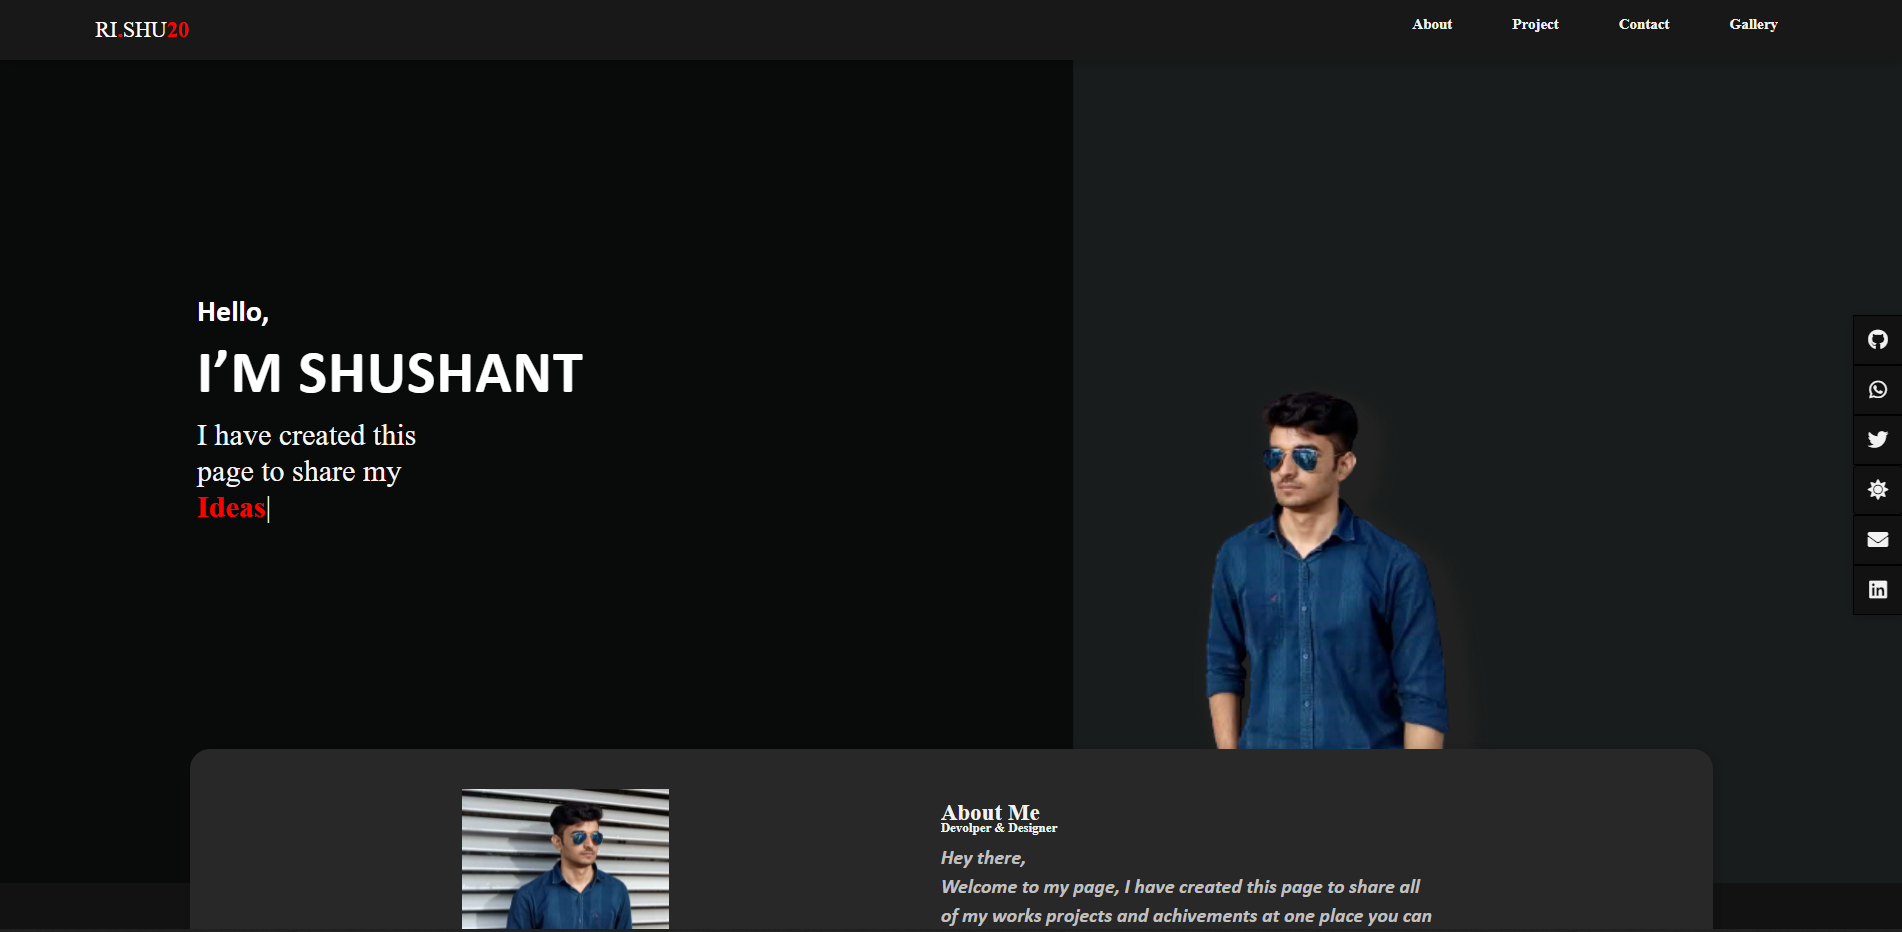 RI.SHU20
About
Project
Contact
Gallery
Hello,
I’M SHUSHANT
I have created this
page to share my
Ideas|
About Me
Devolper & Designer
Hey there,
Welcome to my page, I have created this page to share all
of my works projects and achivements at one place you can